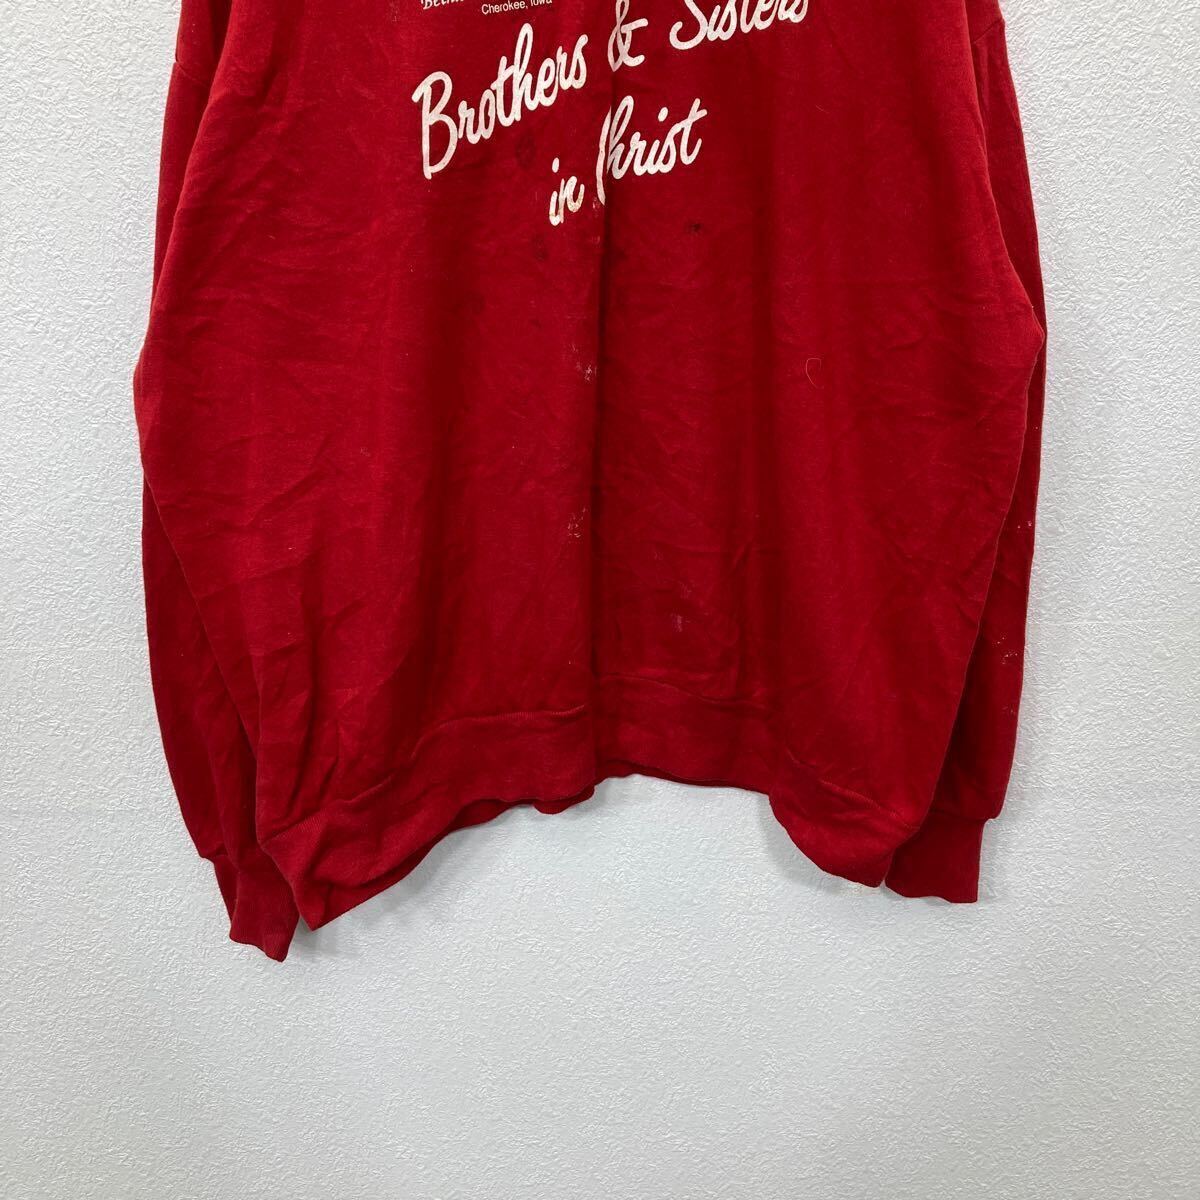 Cherokee, Iowa
Brothers & Sisters
in Christ